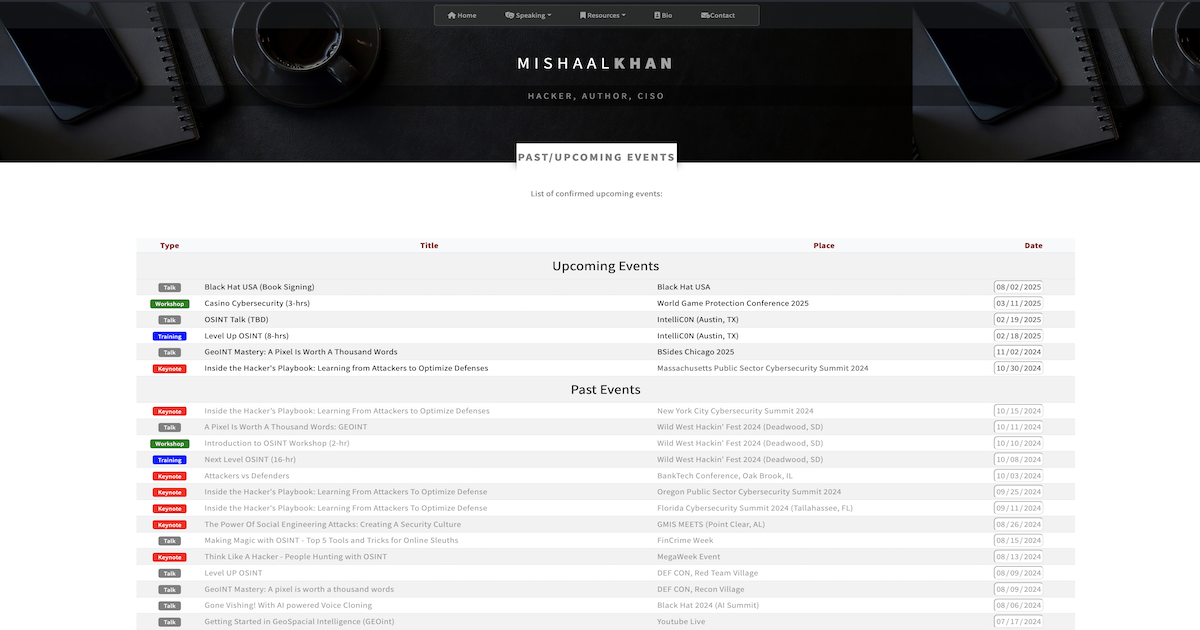 Home Speaking Resources Bio Contact
MISHAALKHAN
HACKER, AUTHOR, CISO
PAST/UPCOMING EVENTS
List of confirmed upcoming events:
Type Title Place Date
Upcoming Events
Talk Black Hat USA (Book Signing) Black Hat USA 08/02/2025
Workshop Casino Cybersecurity (3-hrs) World Game Protection Conference 2025 03/11/2025
Talk OSINT Talk (TBD) IntelliC0N (Austin, TX) 02/19/2025
Training Level Up OSINT (8-hrs) IntelliC0N (Austin, TX) 02/18/2025
Talk GeoINT Mastery: A Pixel Is Worth A Thousand Words BSides Chicago 2025 11/02/2024
Keynote Inside the Hacker's Playbook: Learning from Attackers to Optimize Defenses Massachusetts Public Sector Cybersecurity Summit 2024 10/30/2024
Past Events
Keynote Inside the Hacker's Playbook: Learning From Attackers to Optimize Defenses New York City Cybersecurity Summit 2024 10/15/2024
Talk A Pixel Is Worth A Thousand Words: GEOINT Wild West Hackin' Fest 2024 (Deadwood, SD) 10/11/2024
Workshop Introduction to OSINT Workshop (2-hr) Wild West Hackin' Fest 2024 (Deadwood, SD) 10/10/2024
Training Next Level OSINT (16-hr) Wild West Hackin' Fest 2024 (Deadwood, SD) 10/08/2024
Keynote Attackers vs Defenders BankTech Conference, Oak Brook, IL 10/03/2024
Keynote Inside the Hacker's Playbook: Learning From Attackers To Optimize Defense Oregon Public Sector Cybersecurity Summit 2024 09/25/2024
Keynote Inside the Hacker's Playbook: Learning From Attackers To Optimize Defense Florida Cybersecurity Summit 2024 (Tallahassee, FL) 09/11/2024
Keynote The Power Of Social Engineering Attacks: Creating A Security Culture GMIS MEETS (Point Clear, AL) 08/26/2024
Talk Making Magic with OSINT - Top 5 Tools and Tricks for Online Sleuths FinCrime Week 08/15/2024
Keynote Think Like A Hacker - People Hunting with OSINT MegaWeek Event 08/13/2024
Talk Level UP OSINT DEF CON, Red Team Village 08/09/2024
Talk GeoINT Mastery: A pixel is worth a thousand words DEF CON, Recon Village 08/09/2024
Talk Gone Vishing! With AI powered Voice Cloning Black Hat 2024 (AI Summit) 08/06/2024
Talk Getting Started in GeoSpacial Intelligence (GEOint) Youtube Live 07/17/2024